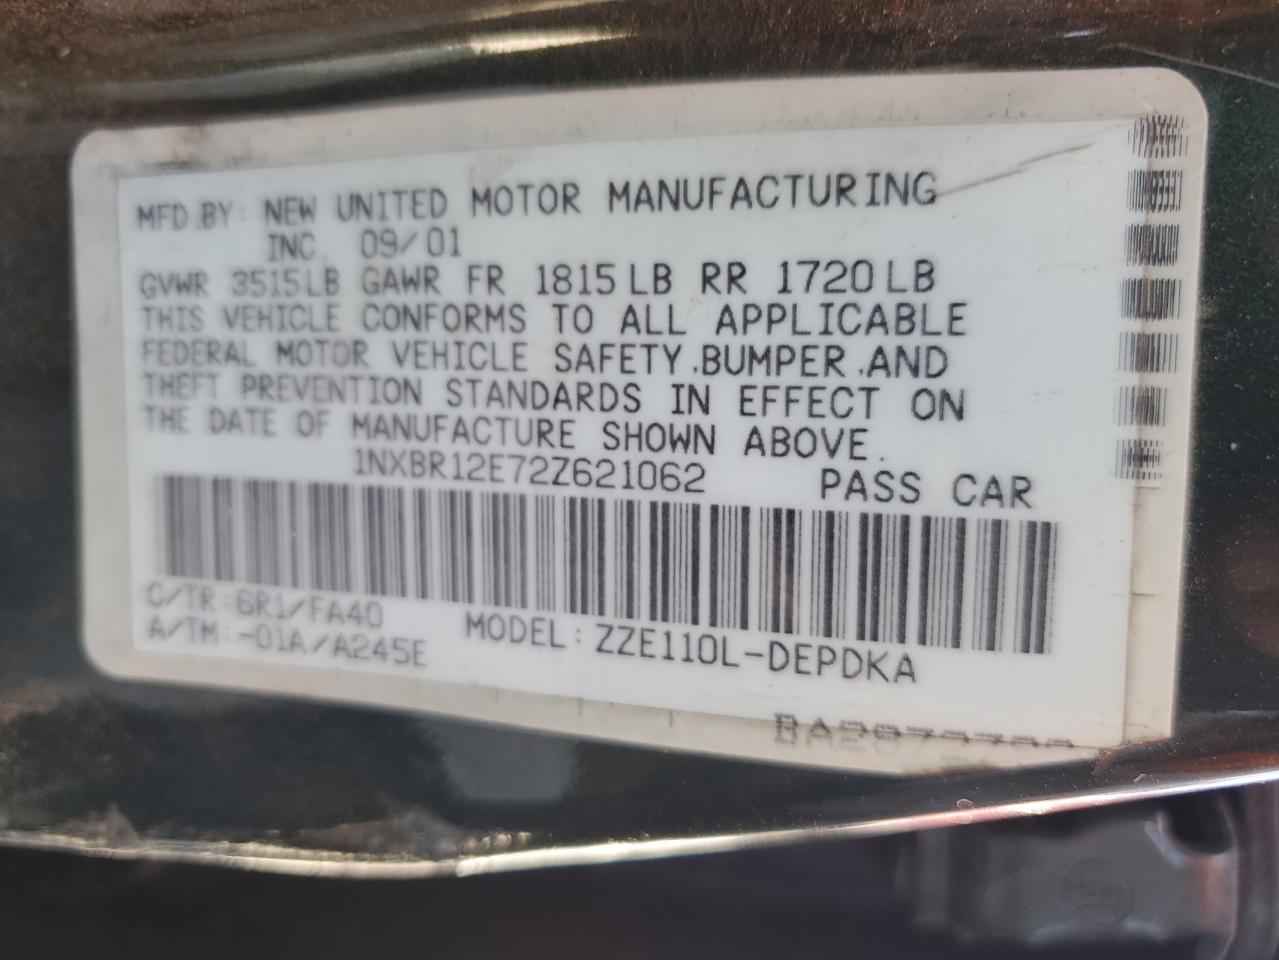 MFD.BY: NEW UNITED MOTOR MANUFACTURING
INC. 09/01
GVWR 3515LB GAWR FR 1815LB RR 1720LB
THIS VEHICLE CONFORMS TO ALL APPLICABLE
FEDERAL MOTOR VEHICLE SAFETY,BUMPER,AND
THEFT PREVENTION STANDARDS IN EFFECT ON
THE DATE OF MANUFACTURE SHOWN ABOVE.
1NXBR12E72Z621062 PASS CAR
C/TR:6R1/FA40
A/TM:-01A/A245E
MODEL:ZZE110L-DEPDKA